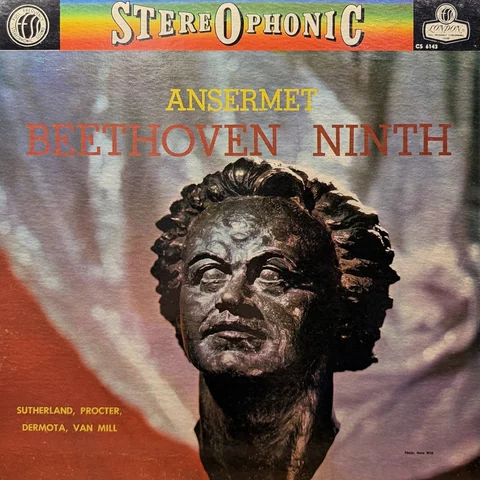 STEREOPHONIC
FFSS
LONDON
CS 6143
ANSERMET
BEETHOVEN NINTH
SUTHERLAND, PROCTER,
DERMOTA, VAN MILL